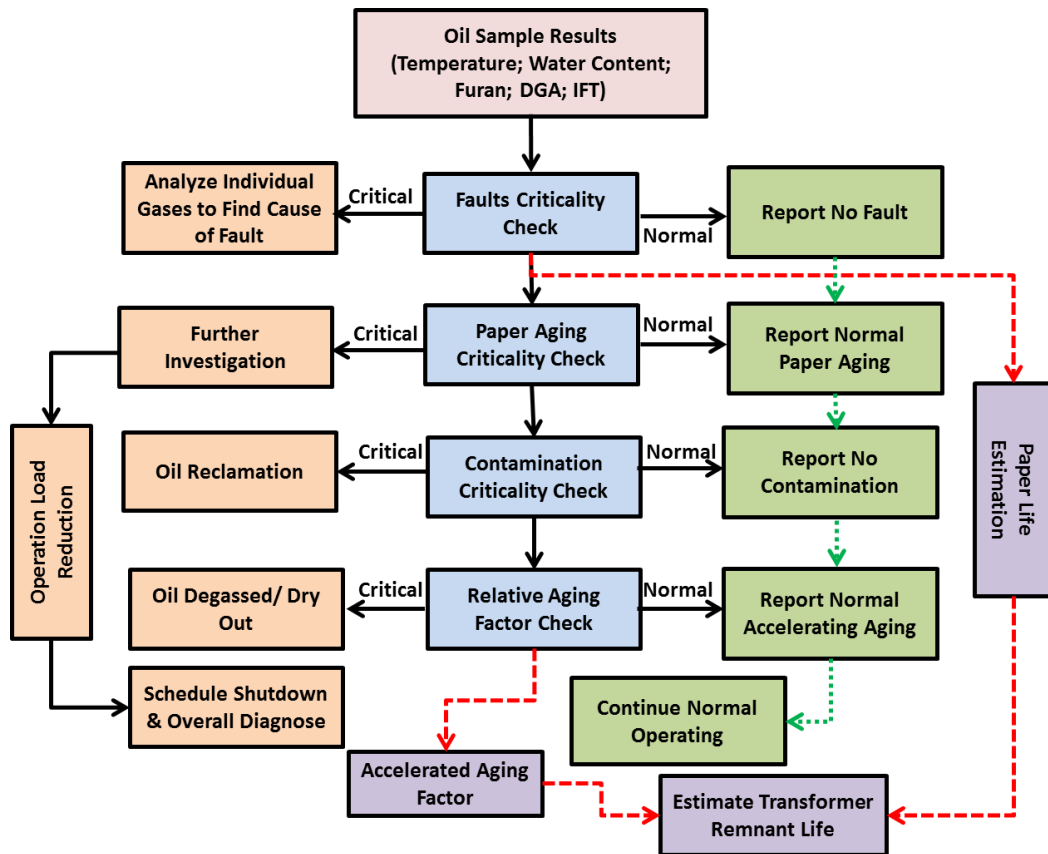 Oil Sample Results
(Temperature; Water Content;
Furan; DGA; IFT)
Analyze Individual
Gases to Find Cause
of Fault
Critical
Faults Criticality
Check
Normal
Report No Fault
Further
Investigation
Critical
Paper Aging
Criticality Check
Normal
Report Normal
Paper Aging
Operation Load
Reduction
Oil Reclamation
Critical
Contamination
Criticality Check
Normal
Report No
Contamination
Paper Life
Estimation
Oil Degassed/ Dry
Out
Critical
Relative Aging
Factor Check
Normal
Report Normal
Accelerating Aging
Schedule Shutdown
& Overall Diagnose
Continue Normal
Operating
Accelerated Aging
Factor
Estimate Transformer
Remnant Life